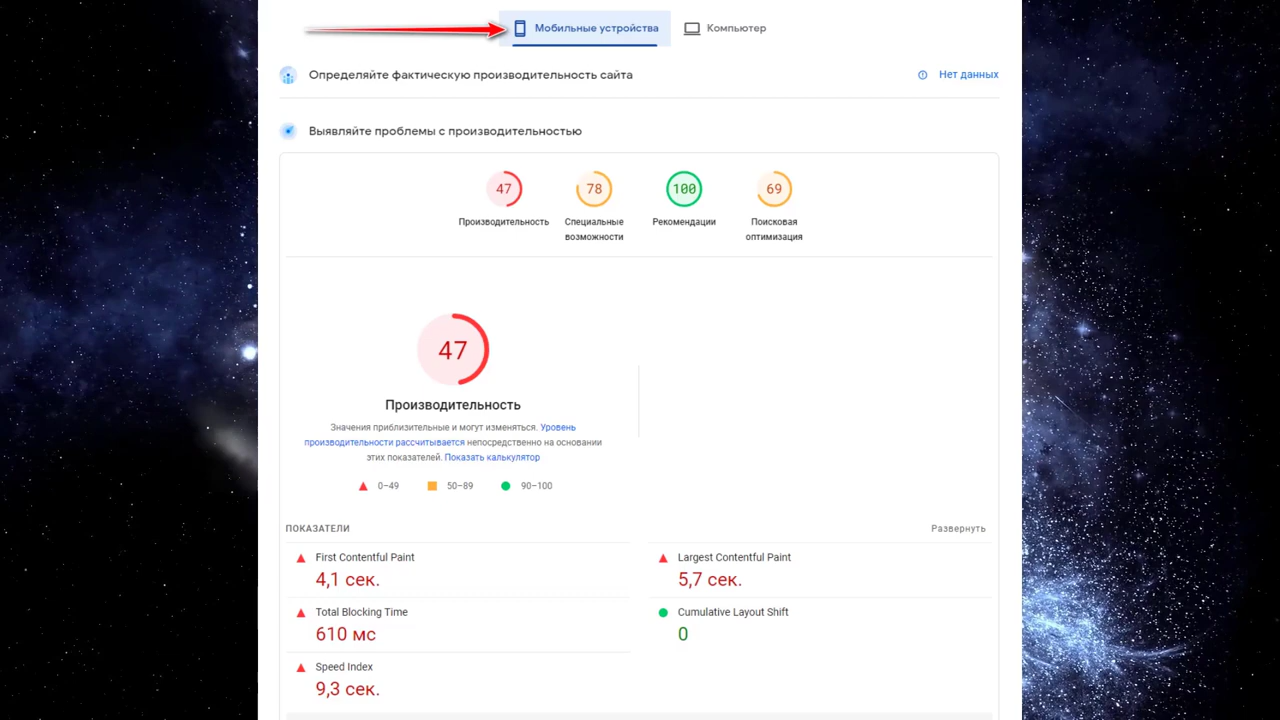 Мобильные устройства
Компьютер
Определяйте фактическую производительность сайта
Нет данных
Выявляйте проблемы с производительностью
47
78
100
69
Производительность
Специальные
возможности
Рекомендации
Поисковая
оптимизация
47
Производительность
Значения приблизительные и могут изменяться. Уровень
производительности рассчитывается непосредственно на основании
этих показателей. Показать калькулятор
0–49
50–89
90–100
ПОКАЗАТЕЛИ
Развернуть
First Contentful Paint
4,1 сек.
Largest Contentful Paint
5,7 сек.
Total Blocking Time
610 мс
Cumulative Layout Shift
0
Speed Index
9,3 сек.